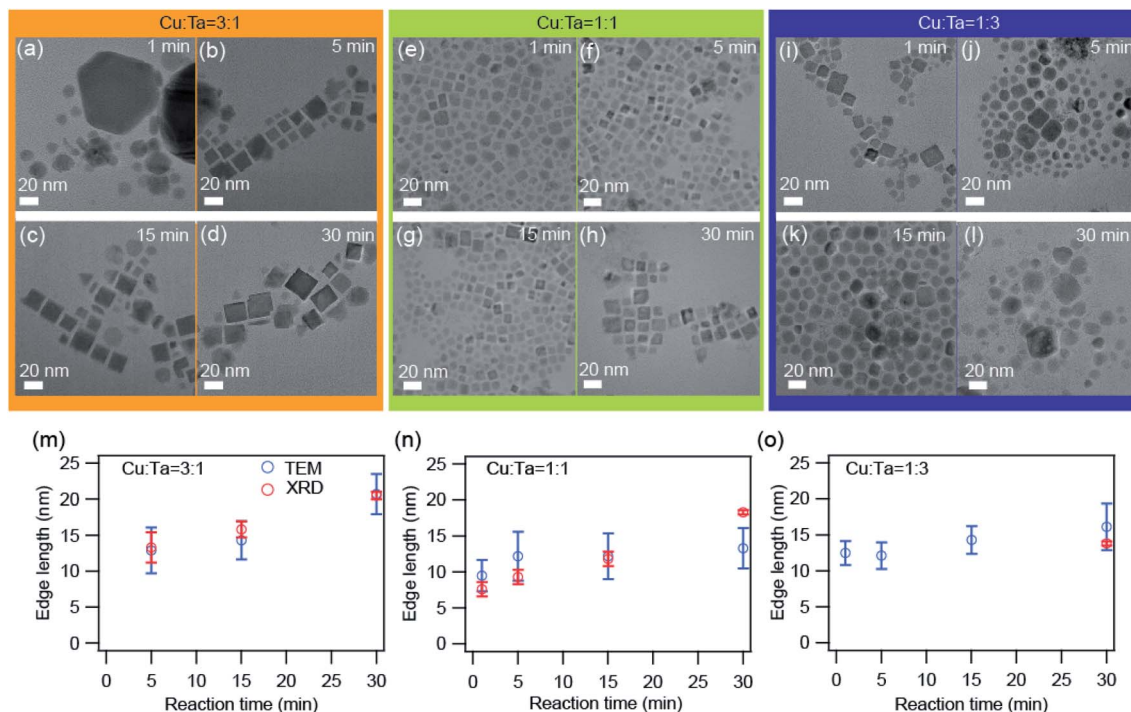 Cu:Ta=3:1
(a)
1 min
20 nm
(b)
5 min
20 nm
(c)
15 min
20 nm
(d)
30 min
20 nm
Cu:Ta=1:1
(e)
1 min
20 nm
(f)
5 min
20 nm
(g)
15 min
20 nm
(h)
30 min
20 nm
Cu:Ta=1:3
(i)
1 min
20 nm
(j)
5 min
20 nm
(k)
15 min
20 nm
(l)
30 min
20 nm
(m)
Cu:Ta=3:1
TEM
XRD
Edge length (nm)
25
20
15
10
5
0
0 5 10 15 20 25 30
Reaction time (min)
(n)
Cu:Ta=1:1
Edge length (nm)
25
20
15
10
5
0
0 5 10 15 20 25 30
Reaction time (min)
(o)
Cu:Ta=1:3
Edge length (nm)
25
20
15
10
5
0
0 5 10 15 20 25 30
Reaction time (min)